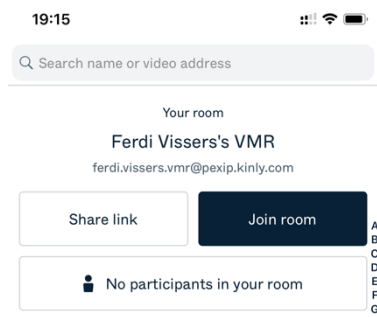 19:15
Search name or video address
Your room
Ferdi Vissers's VMR
ferdi.vissers.vmr@pexip.kinly.com
Share link
Join room
No participants in your room
A
B
C
D
E
F
G